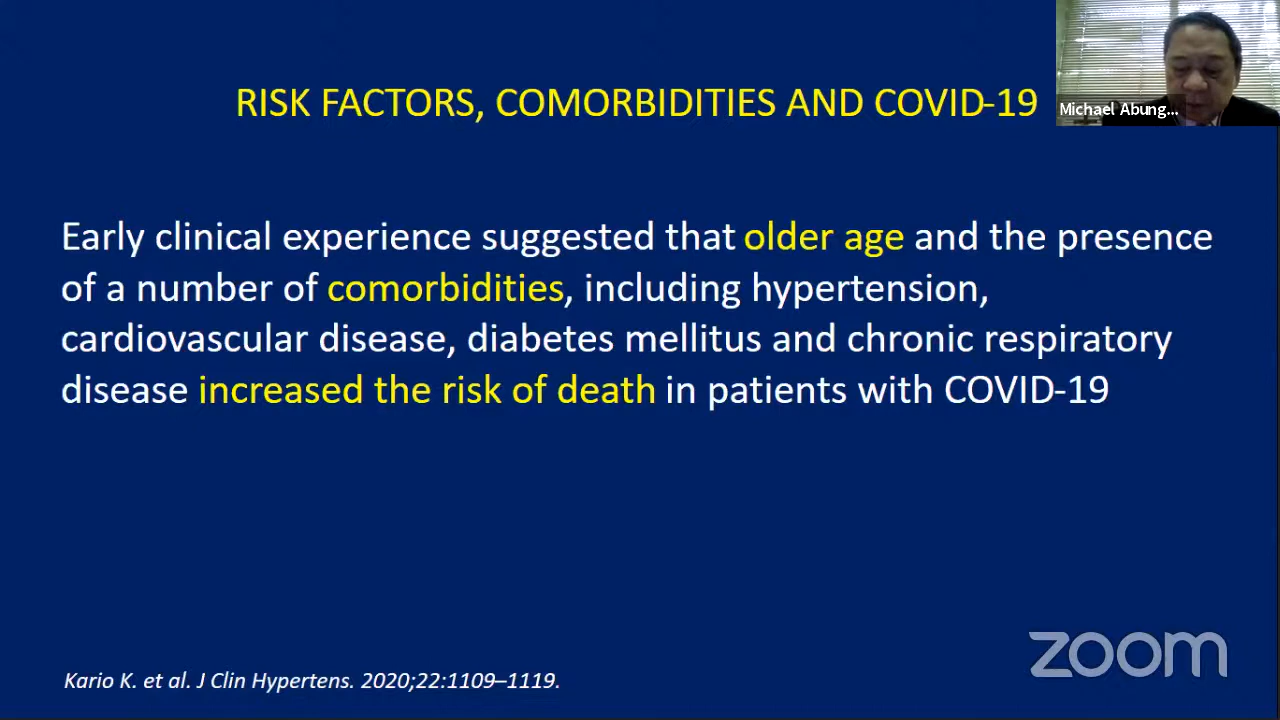 RISK FACTORS, COMORBIDITIES AND COVID-19
Michael Abung...
Early clinical experience suggested that older age and the presence
of a number of comorbidities, including hypertension,
cardiovascular disease, diabetes mellitus and chronic respiratory
disease increased the risk of death in patients with COVID-19
Kario K. et al. J Clin Hypertens. 2020;22:1109–1119.
zoom